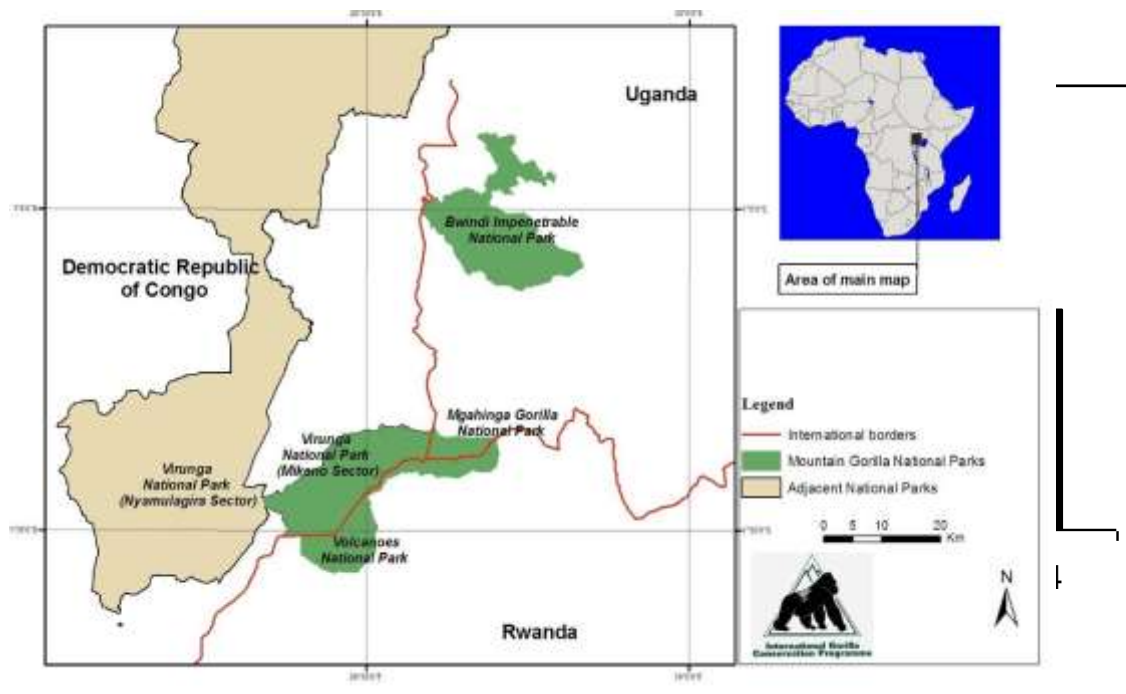 Uganda
Bwindi Impenetrable
National Park
Democratic Republic
of Congo
Area of main map
Mgahinga Gorilla
National Park
Virunga
National Park
(Mikeno Sector)
Virunga
National Park
(Nyamulagira Sector)
Volcanoes
National Park
Rwanda
Legend
International borders
Mountain Gorilla National Parks
Adjacent National Parks
0 5 10 20
Km
N
International Gorilla
Conservation Programme